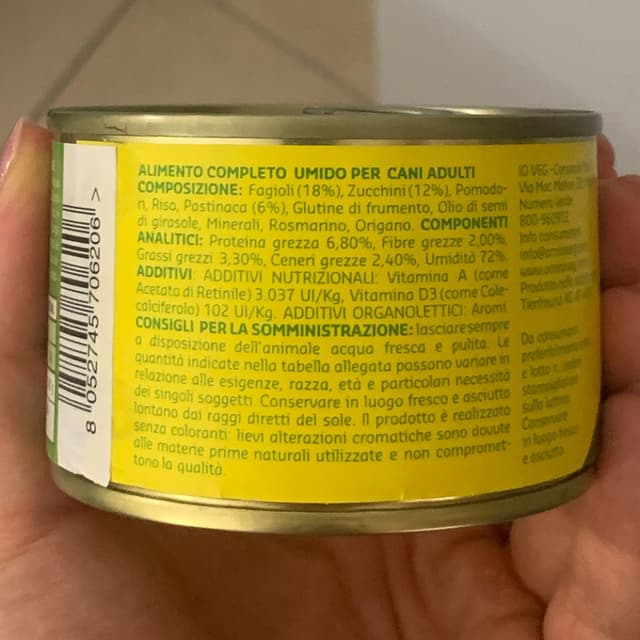 ALIMENTO COMPLETO UMIDO PER CANI ADULTI
COMPOSIZIONE: Fagioli (18%), Zucchini (12%), Pomodo-
ri, Riso, Pastinaca (6%), Glutine di frumento, Olio di semi
di girasole, Minerali, Rosmarino, Origano. COMPONENTI
ANALITICI: Proteina grezza 6,80%, Fibre grezze 2,00%,
Grassi grezzi 3,30%, Ceneri grezze 2,40%, Umidità 72%.
ADDITIVI: ADDITIVI NUTRIZIONALI: Vitamina A (come
Acetato di Retinile) 3.037 UI/Kg, Vitamina D3 (come Cole-
calciferolo) 102 UI/Kg. ADDITIVI ORGANOLETTICI: Aromi
CONSIGLI PER LA SOMMINISTRAZIONE: lasciare sempre
a disposizione dell'animale acqua fresca e pulita. Le
quantità indicate nella tabella allegata possono variare in
relazione alle esigenze, razza, età e particolari necessità
dei singoli soggetti. Conservare in luogo fresco e asciutto
lontano dai raggi diretti del sole. Il prodotto è realizzato
senza coloranti: lievi alterazioni cromatiche sono dovute
alle materie prime naturali utilizzate e non compromet-
tono la qualità.
IO VEG -
Via Mac Mahon
Numero verde
800-960912
Info consumatori
Prodotto nello
Da consumarsi
preferibilmente
e lotto n. vedere
stampigliatura
sulla lattina.
Conservare
in luogo fresco
e asciutto.
8 052745 706206 >